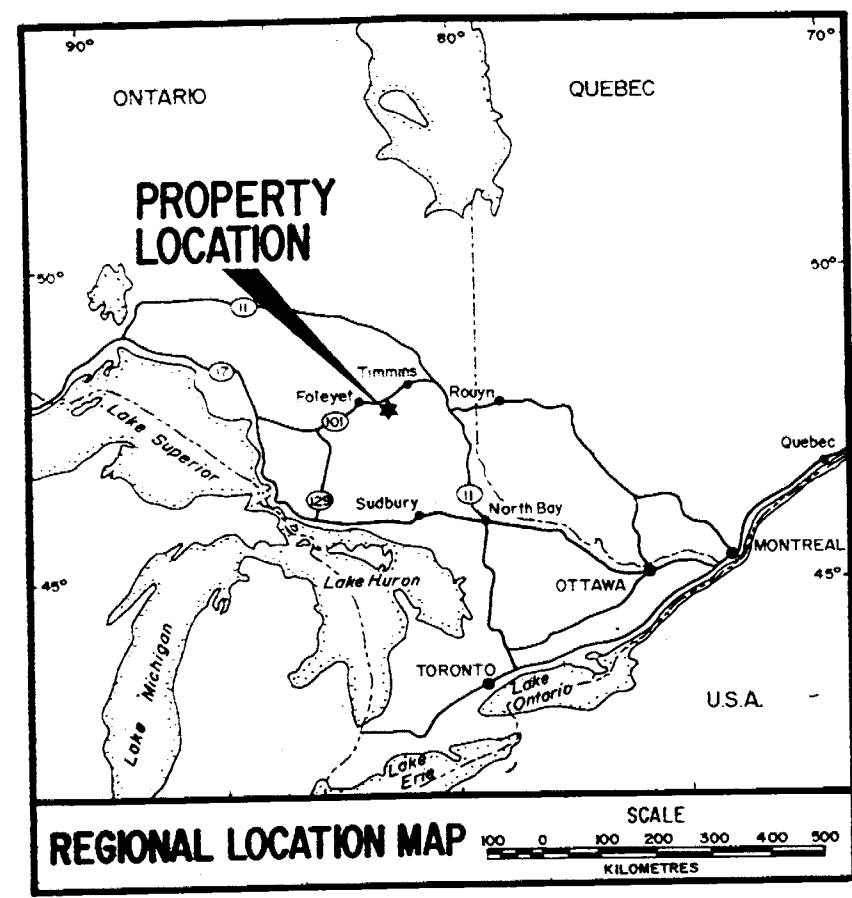 90°
80°
70°
ONTARIO
QUEBEC
PROPERTY
LOCATION
50°
50°
11
17
Timmins
Foleyet
Rouyn
101
Lake Superior
Quebec
129
Sudbury
11
North Bay
MONTREAL
Lake Huron
OTTAWA
45°
45°
Lake Michigan
TORONTO
Lake
Ontario
U.S.A.
Lake
Erie
REGIONAL LOCATION MAP
SCALE
100 0 100 200 300 400 500
KILOMETRES